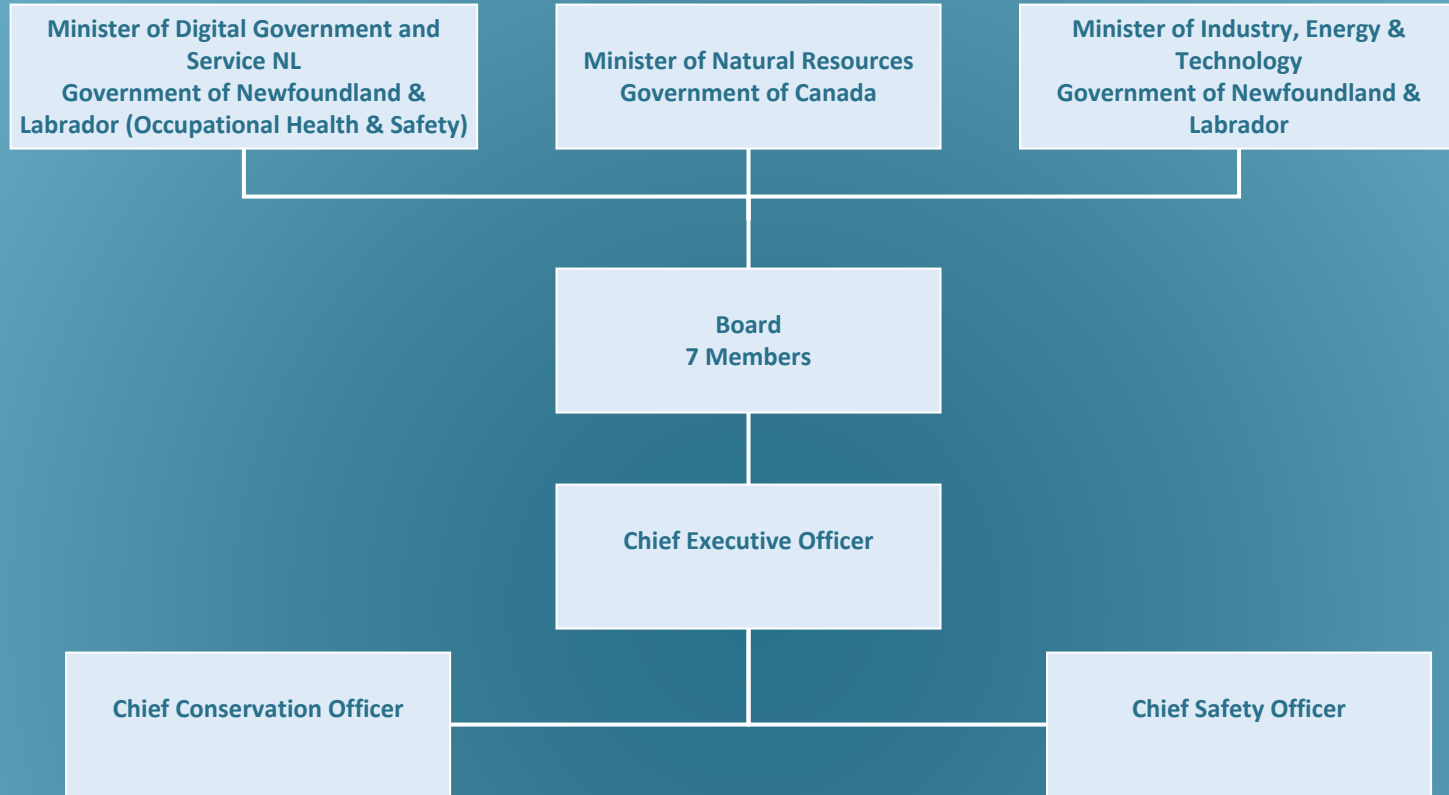 Minister of Digital Government and
Service NL
Government of Newfoundland &
Labrador (Occupational Health & Safety)
Minister of Natural Resources
Government of Canada
Minister of Industry, Energy &
Technology
Government of Newfoundland &
Labrador
Board
7 Members
Chief Executive Officer
Chief Conservation Officer
Chief Safety Officer